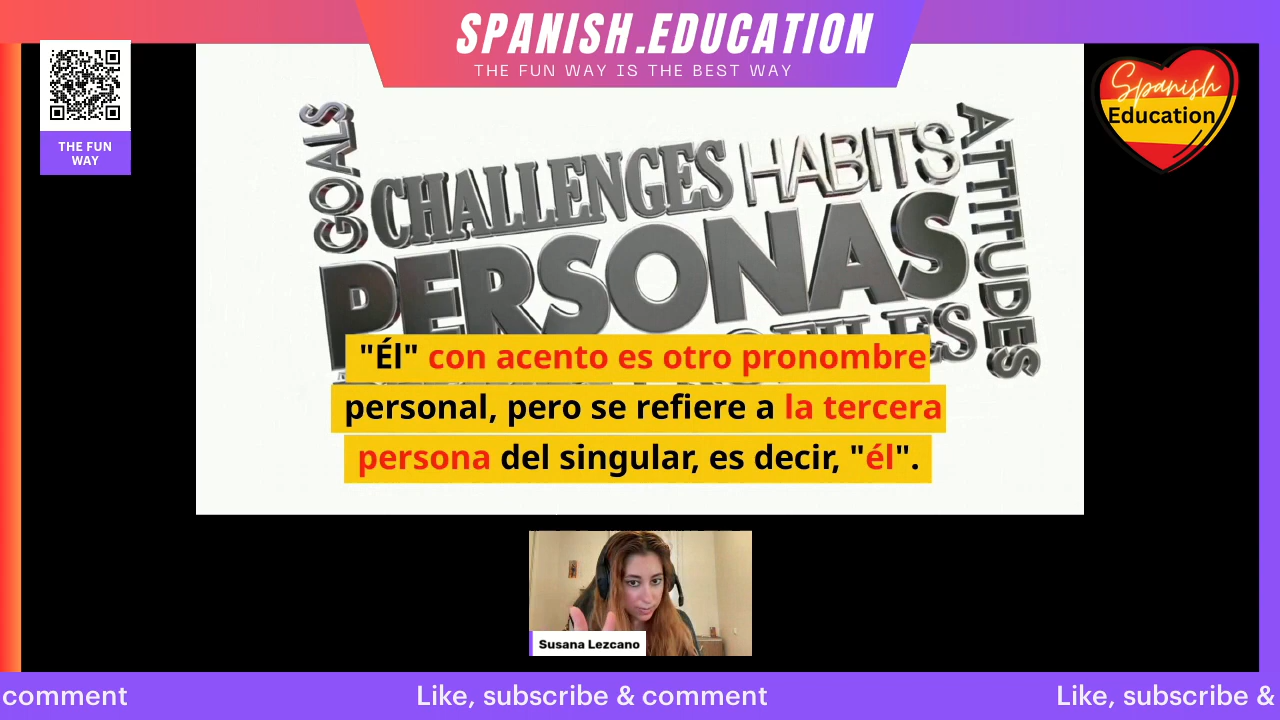 SPANISH.EDUCATION
THE FUN WAY IS THE BEST WAY
THE FUN
WAY
Spanish
Education
GOALS
CHALLENGES
HABITS
ATTITUDES
PERSONAS
"Él" con acento es otro pronombre
personal, pero se refiere a la tercera
persona del singular, es decir, "él".
Susana Lezcano
comment
Like, subscribe & comment
Like, subscribe &